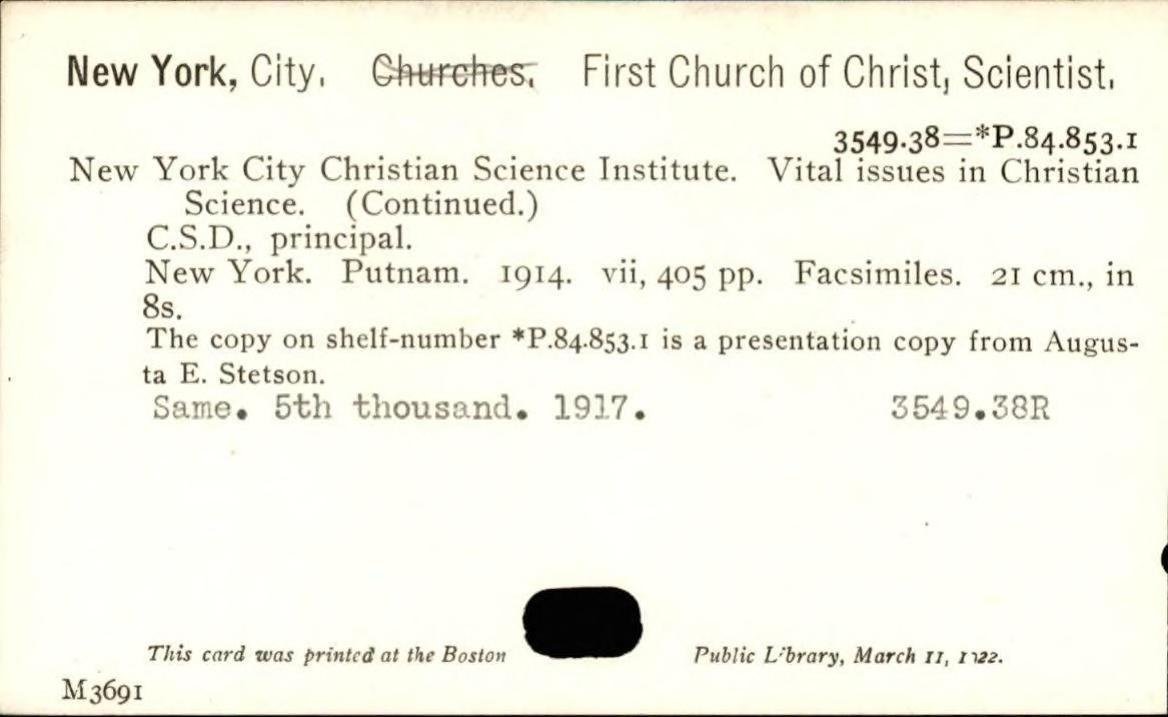 New York, City. Churches. First Church of Christ, Scientist.
3549.38=*P.84.853.1
New York City Christian Science Institute. Vital issues in Christian
Science. (Continued.)
C.S.D., principal.
New York. Putnam. 1914. vii, 405 pp. Facsimiles. 21 cm., in
8s.
The copy on shelf-number *P.84.853.1 is a presentation copy from Augus-
ta E. Stetson.
Same. 5th thousand. 1917. 3549.38R
This card was printed at the Boston Public Library, March 11,
M3691